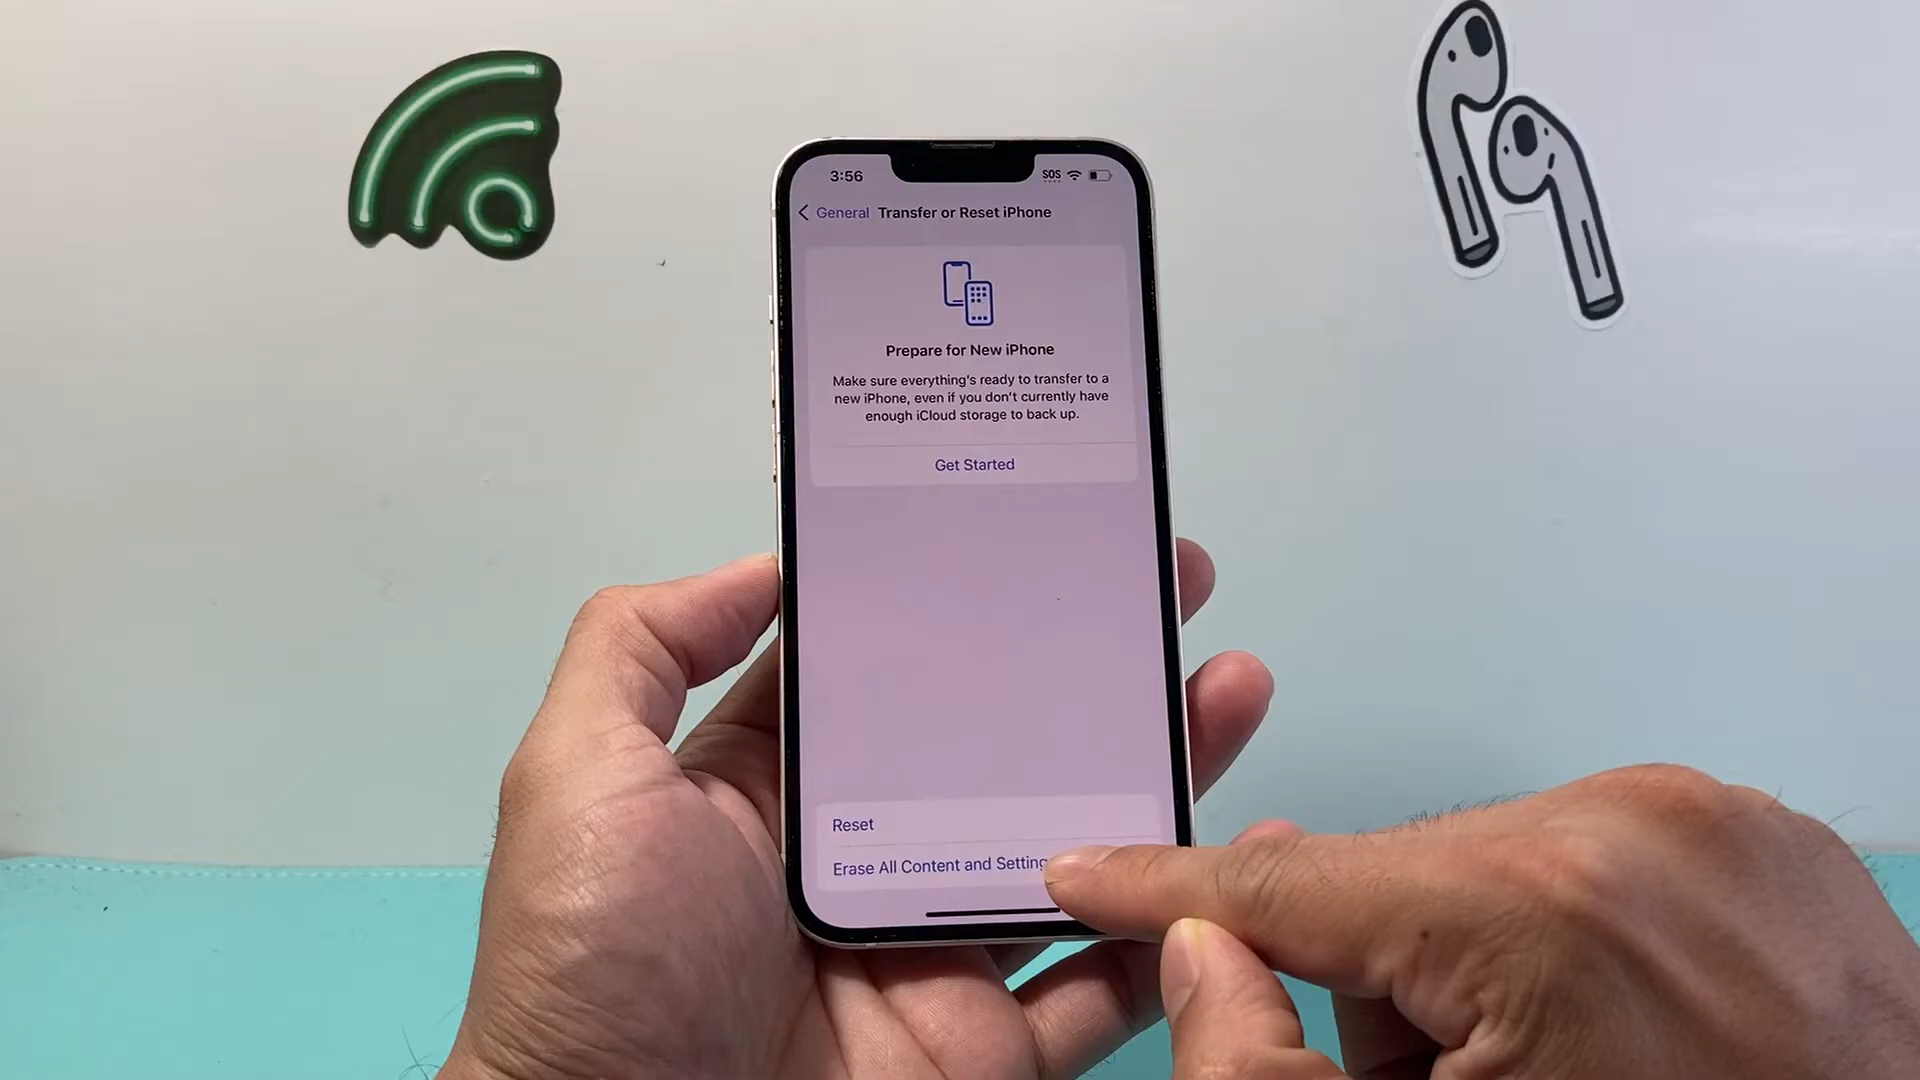 3:56
SOS
General Transfer or Reset iPhone
Prepare for New iPhone
Make sure everything's ready to transfer to a
new iPhone, even if you don't currently have
enough iCloud storage to back up.
Get Started
Reset
Erase All Content and Setting